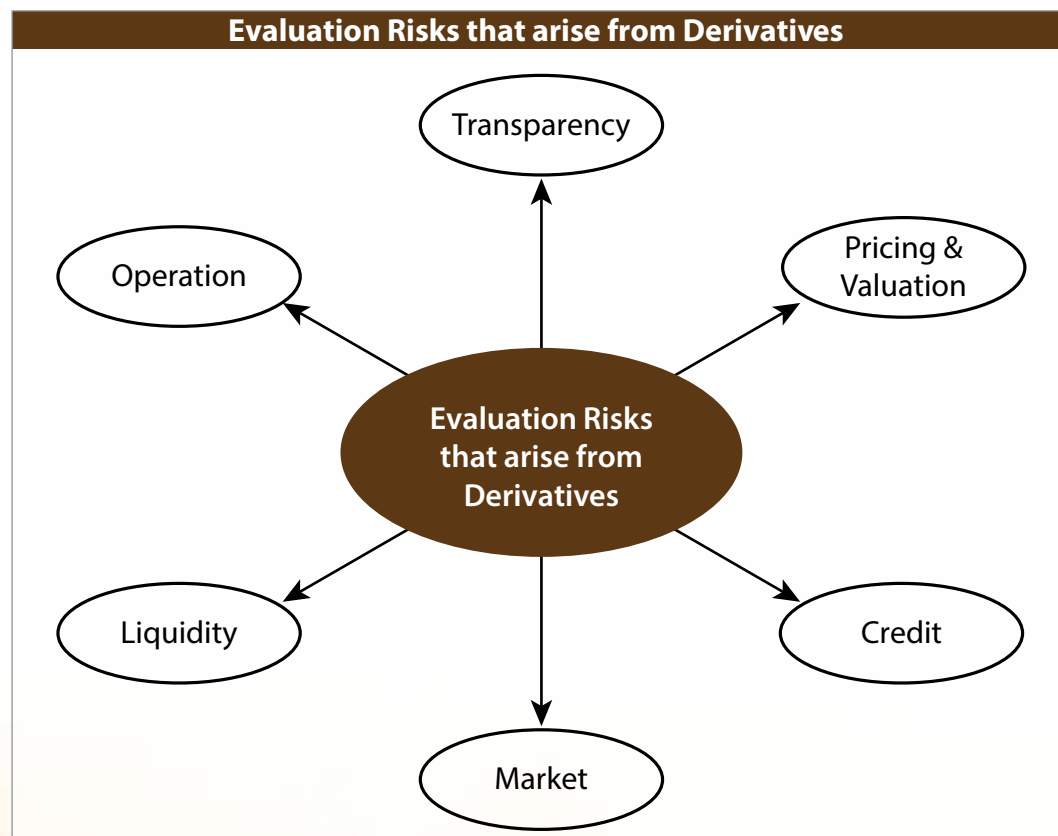 Evaluation Risks that arise from Derivatives
Transparency
Operation
Pricing &
Valuation
Evaluation Risks
that arise from
Derivatives
Liquidity
Credit
Market